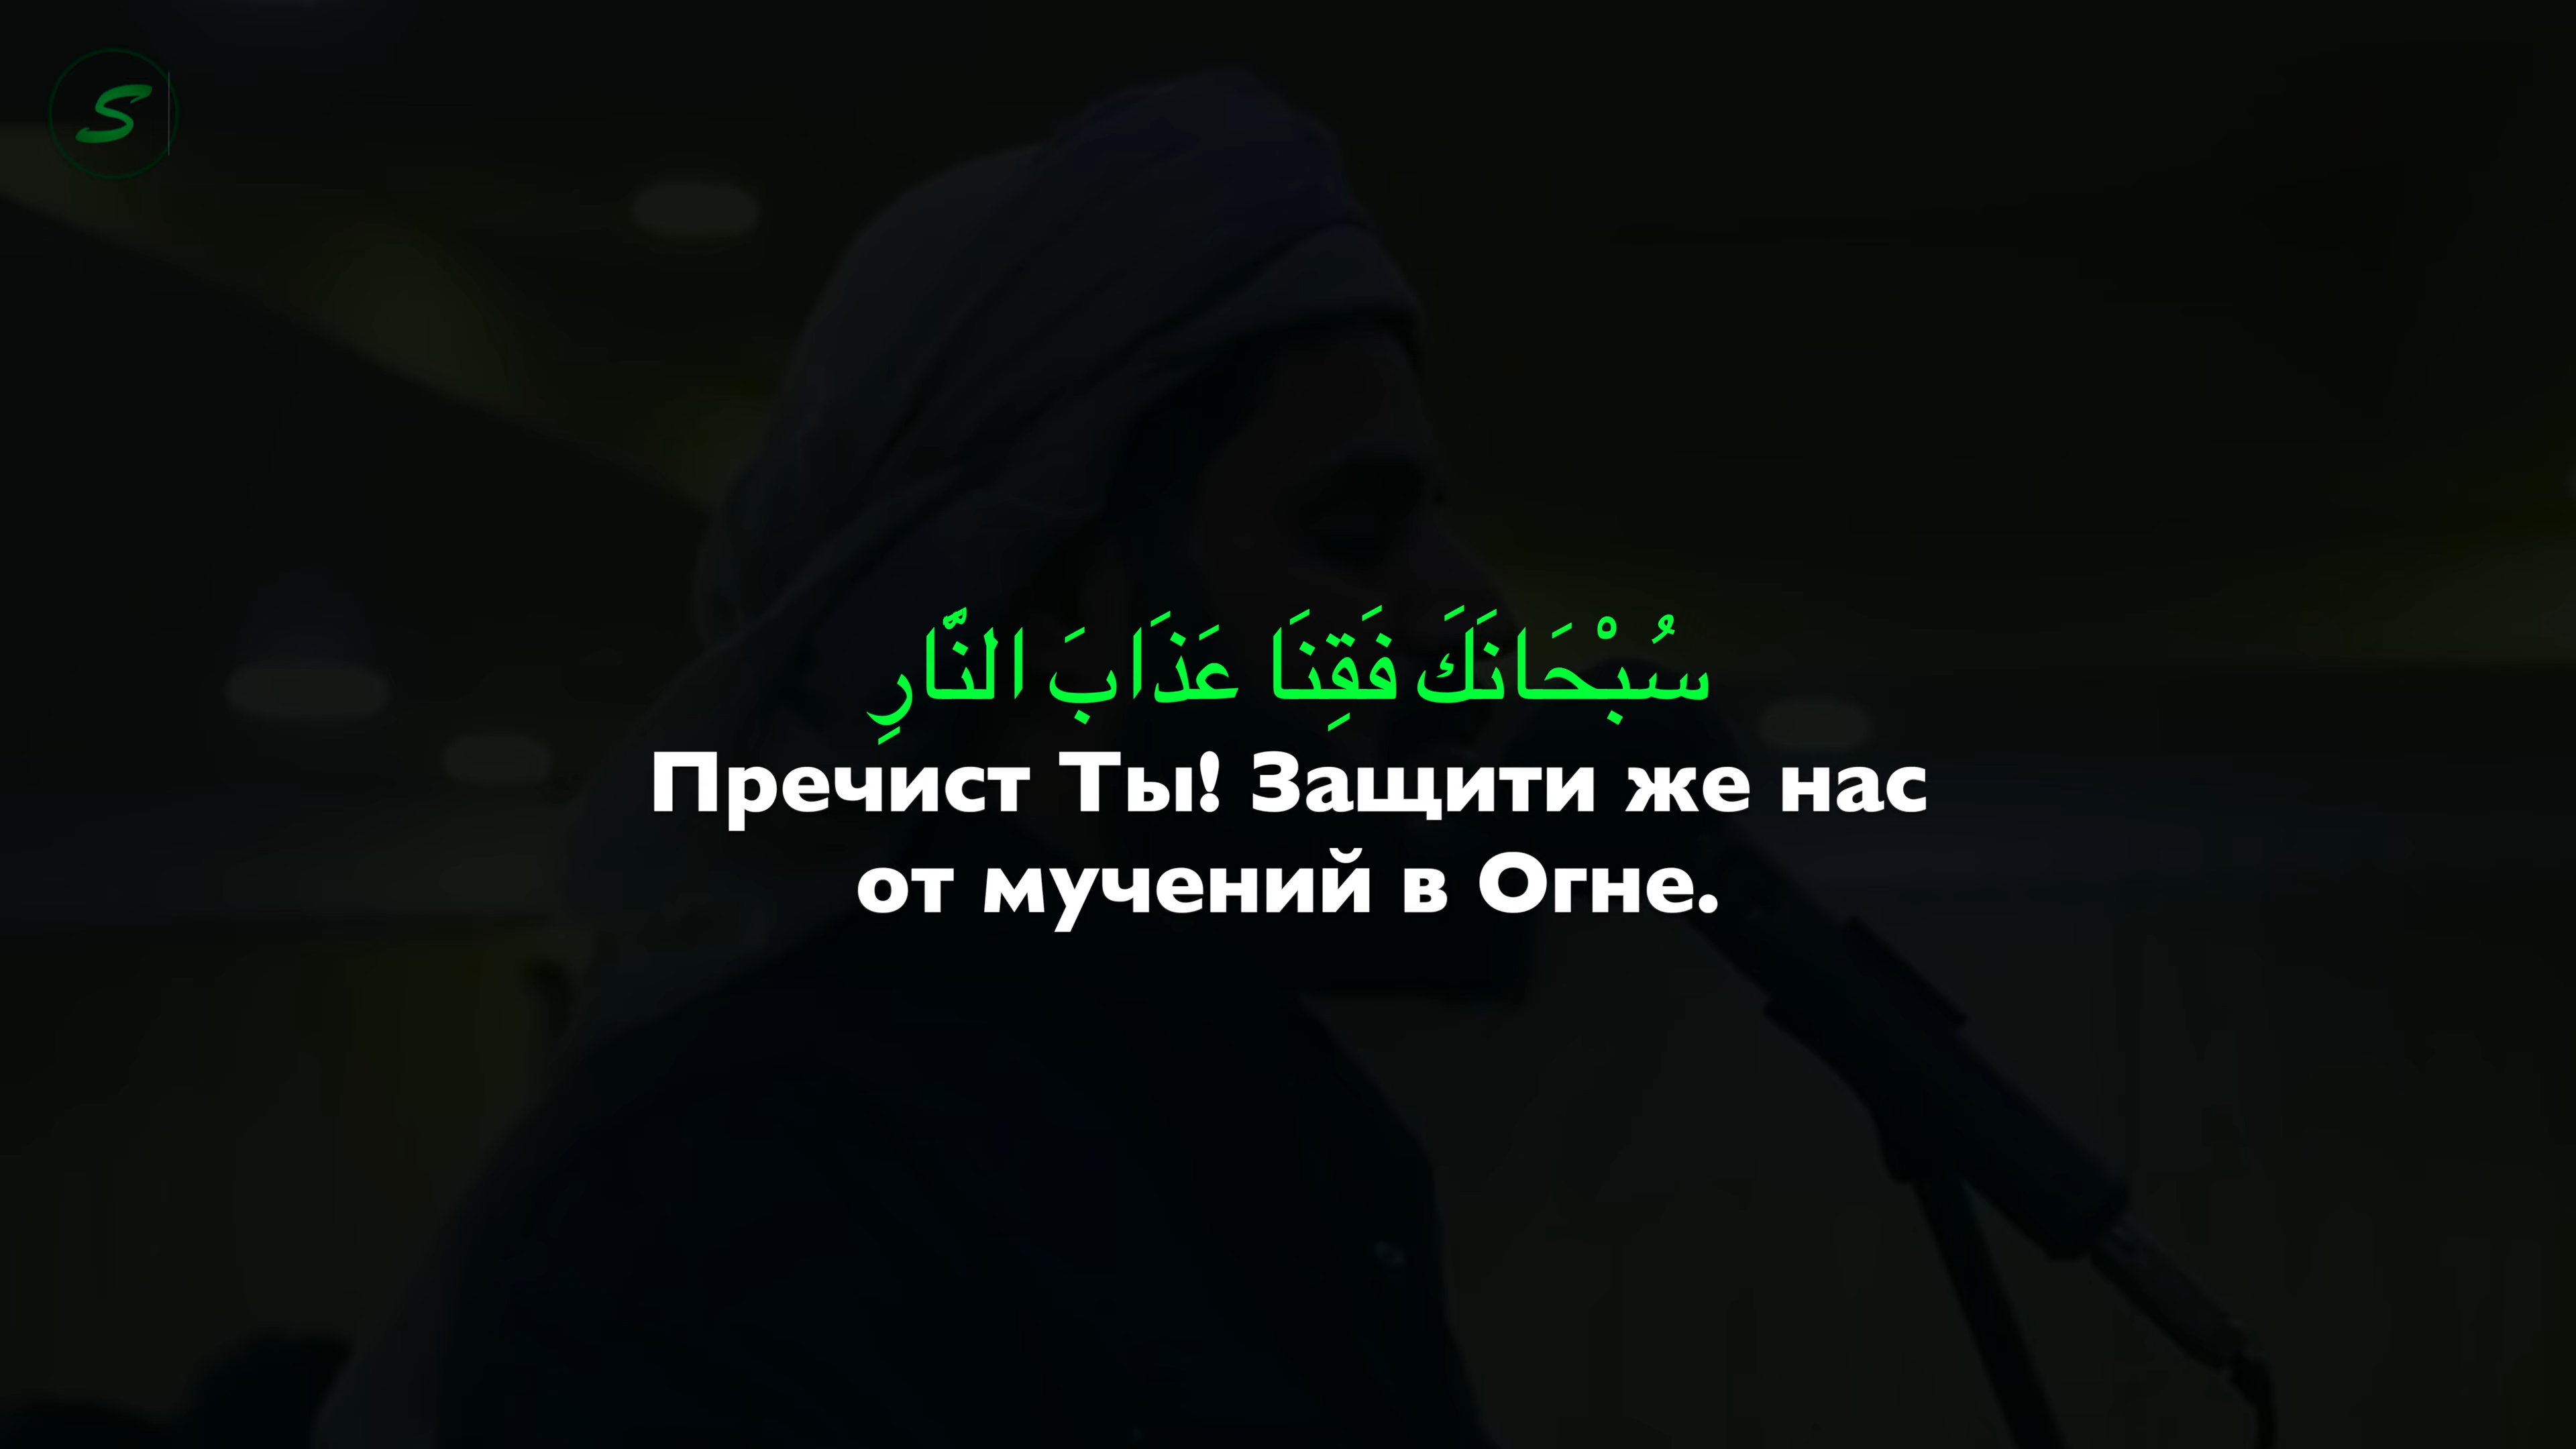 S
سُبْحَانَكَ فَقِنَا عَذَابَ النَّارِ
Пречист Ты! Защити же нас
от мучений в Огне.